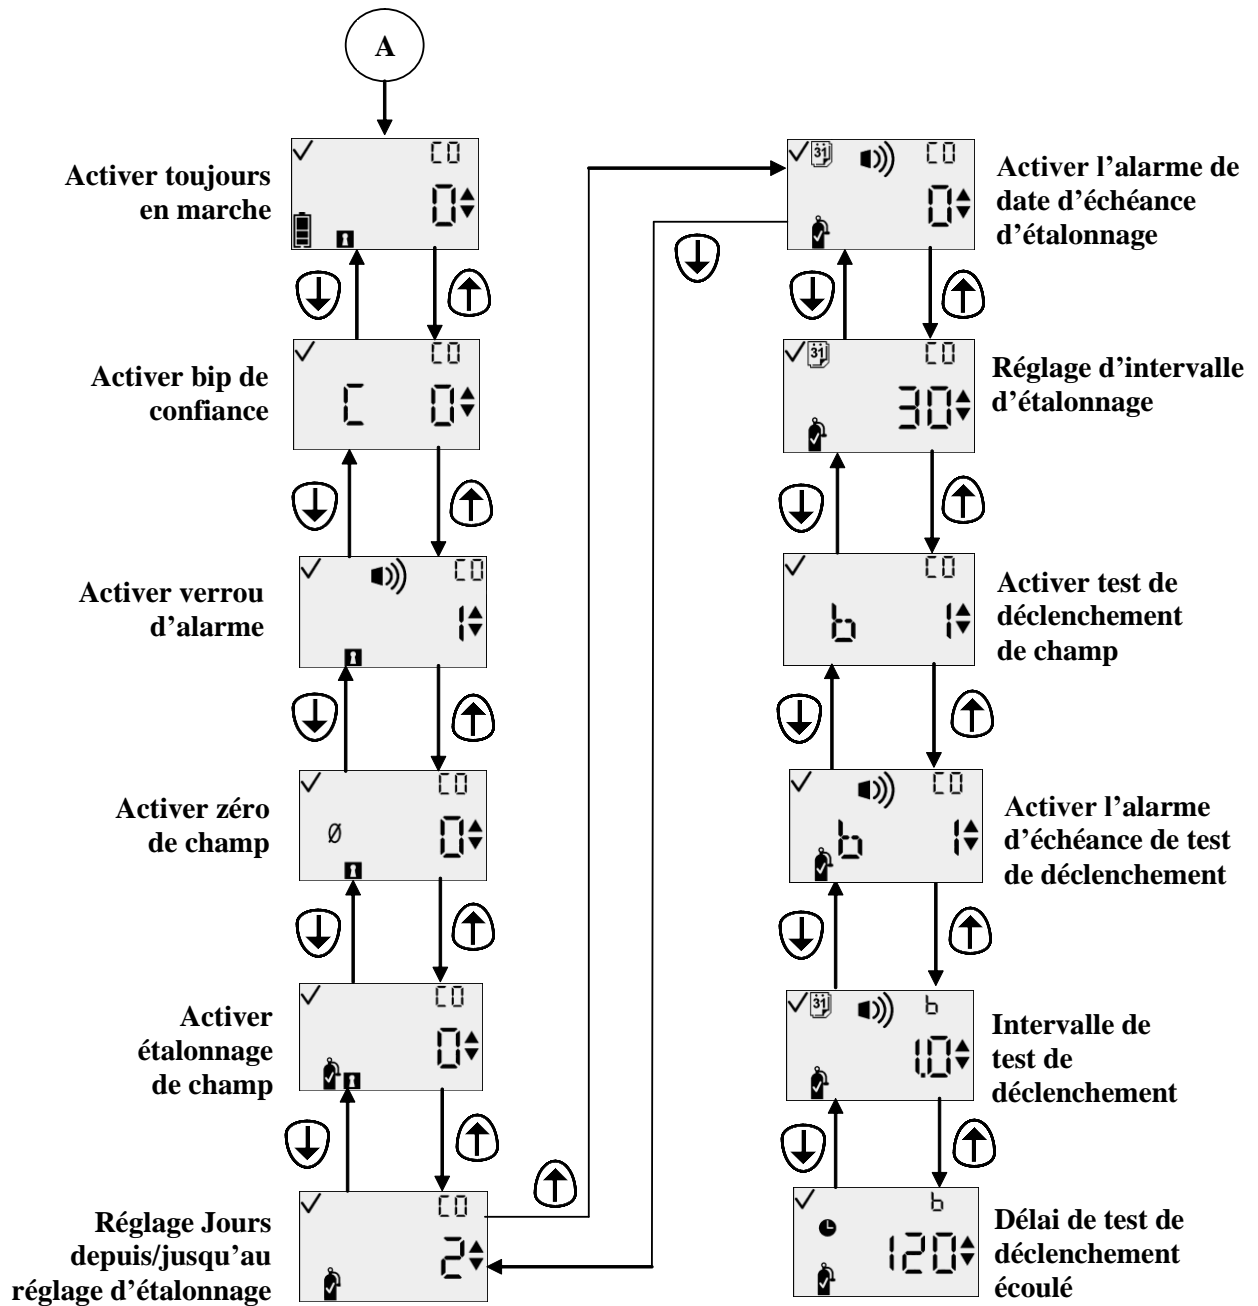 A
Activer toujours
en marche
CO
0
Activer bip de
confiance
CO
C 0
Activer verrou
d'alarme
CO
1
Activer zéro
de champ
CO
Ø 0
Activer
étalonnage
de champ
CO
0
Réglage Jours
depuis/jusqu'au
réglage d'étalonnage
CO
2
31 CO
0
Activer l'alarme de
date d'échéance
d'étalonnage
31 CO
30
Réglage d'intervalle
d'étalonnage
CO
b 1
Activer test de
déclenchement
de champ
CO
b 1
Activer l'alarme
d'échéance de test
de déclenchement
31 b
1.0
Intervalle de
test de
déclenchement
b
120
Délai de test de
déclenchement
écoulé